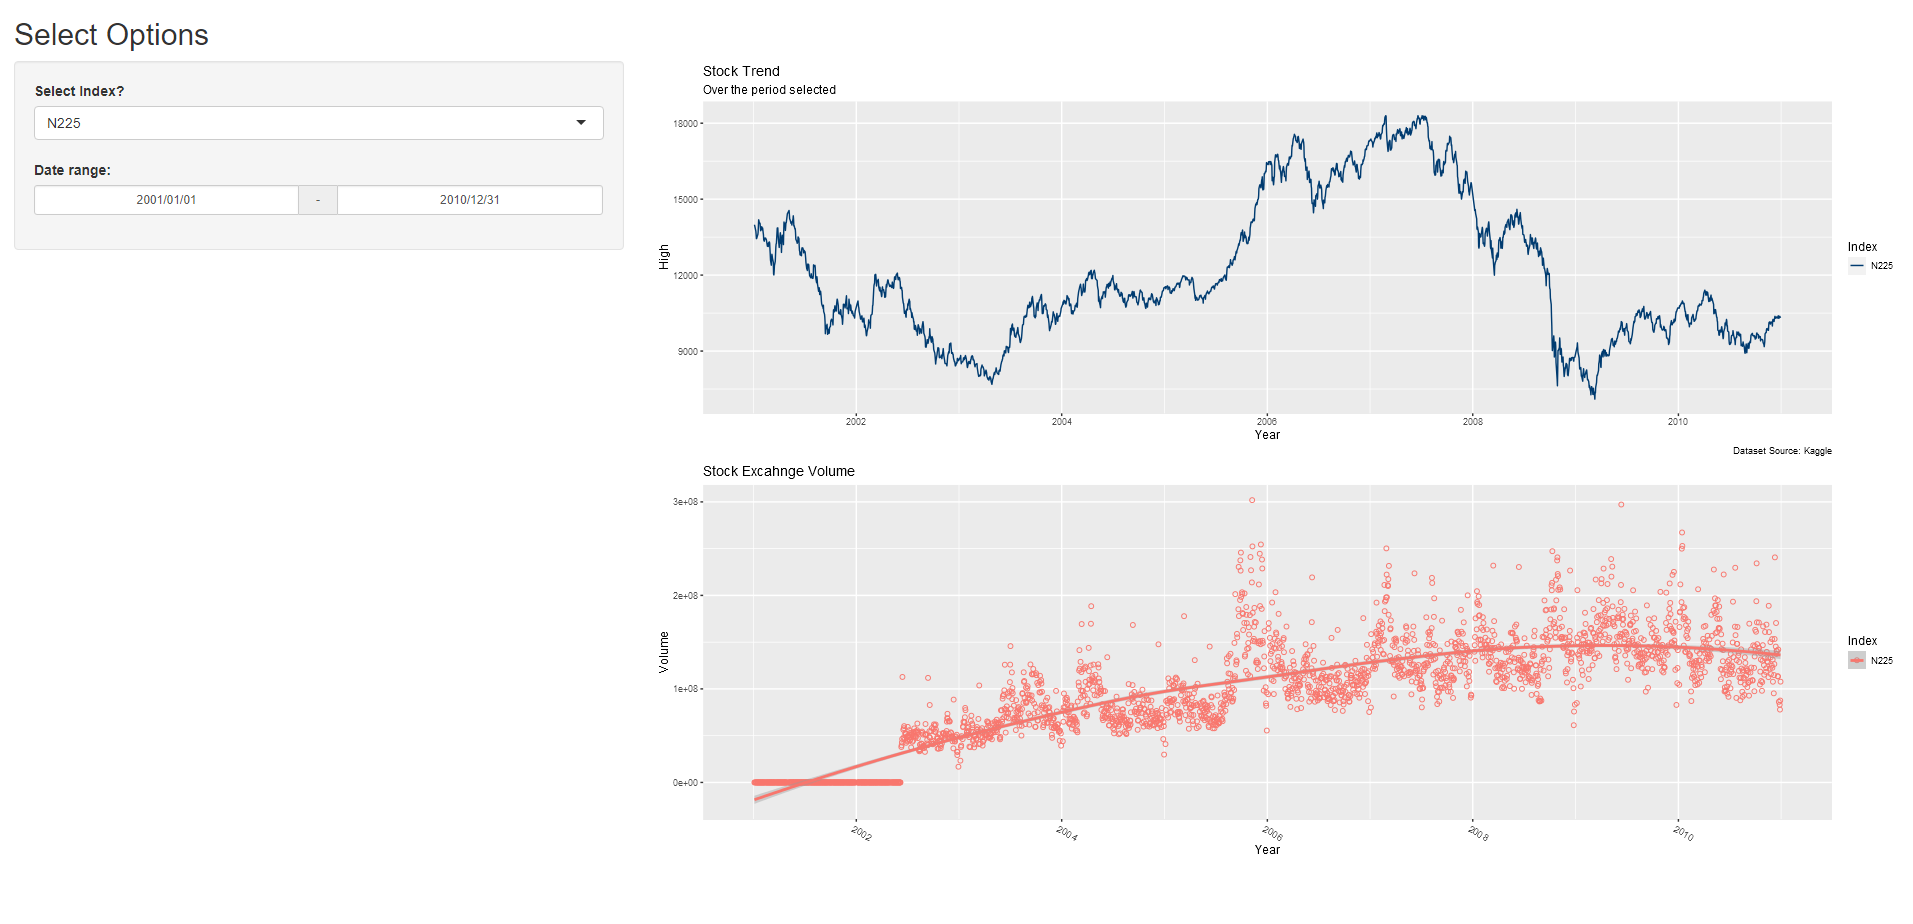 Select Options
Select Index?
N225
Date range:
2001/01/01 - 2010/12/31
Stock Trend
Over the period selected
18000
15000
12000
9000
High
2002 2004 2006 2008 2010
Year
Index
N225
Dataset Source: Kaggle
Stock Excahnge Volume
3e+08
2e+08
1e+08
0e+00
Volume
2002 2004 2006 2008 2010
Year
Index
N225